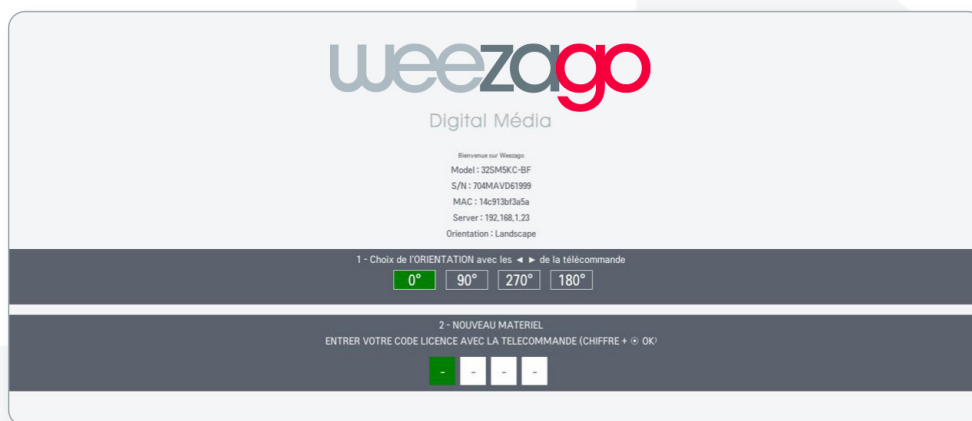 weezago
Digital Média
Bienvenue sur Weezago
Model : 32SM5KC-BF
S/N : 704MAVD61999
MAC : 14c913bf3a5a
Server : 192,168,1,23
Orientation : Landscape
1 - Choix de l'ORIENTATION avec les ◄ ► de la télécommande
0° 90° 270° 180°
2 - NOUVEAU MATERIEL
ENTRER VOTRE CODE LICENCE AVEC LA TELECOMMANDE (CHIFFRE + ⊙ OK)
- - - -